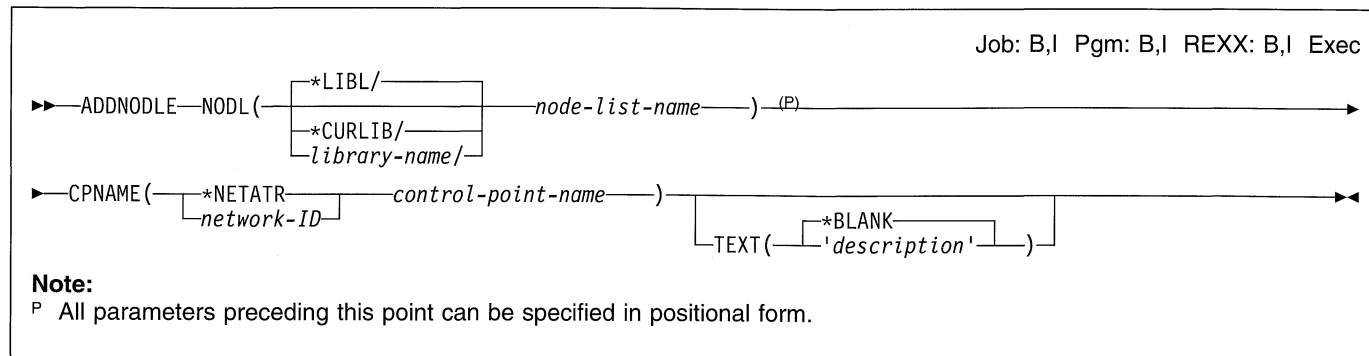 Job: B,I Pgm: B,I REXX: B,I Exec
*LIBL/
ADDNODLE NODL( node-list-name ) (P)
*CURLIB/
library-name/
CPNAME( *NETATR control-point-name )
network-ID
*BLANK
TEXT( 'description' )
Note:
P All parameters preceding this point can be specified in positional form.